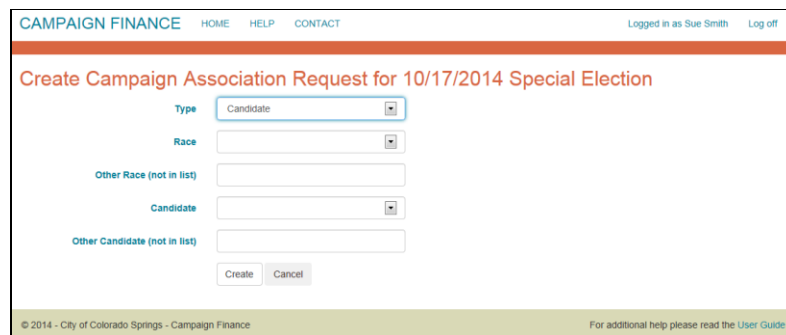 CAMPAIGN FINANCE HOME HELP CONTACT Logged in as Sue Smith Log off
Create Campaign Association Request for 10/17/2014 Special Election
Type Candidate
Race
Other Race (not in list)
Candidate
Other Candidate (not in list)
Create Cancel
© 2014 - City of Colorado Springs - Campaign Finance For additional help please read the User Guide